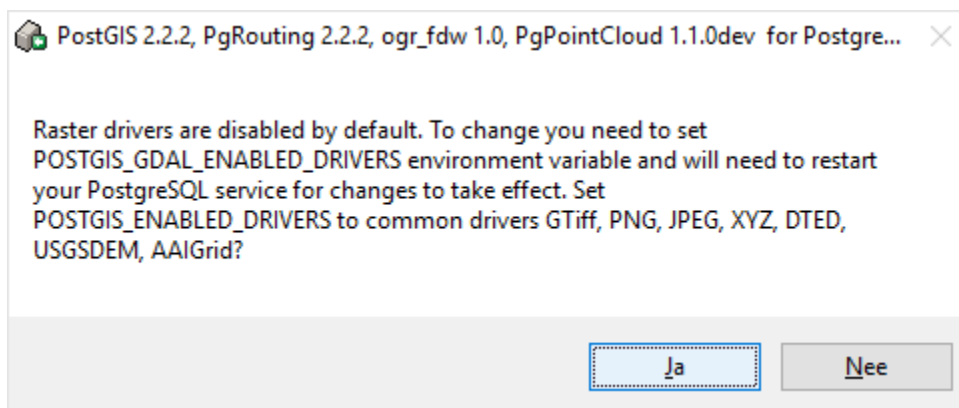 PostGIS 2.2.2, PgRouting 2.2.2, ogr_fdw 1.0, PgPointCloud 1.1.0dev  for Postgre...
Raster drivers are disabled by default. To change you need to set
POSTGIS_GDAL_ENABLED_DRIVERS environment variable and will need to restart
your PostgreSQL service for changes to take effect. Set
POSTGIS_ENABLED_DRIVERS to common drivers GTiff, PNG, JPEG, XYZ, DTED,
USGSDEM, AAIGrid?
Ja
Nee